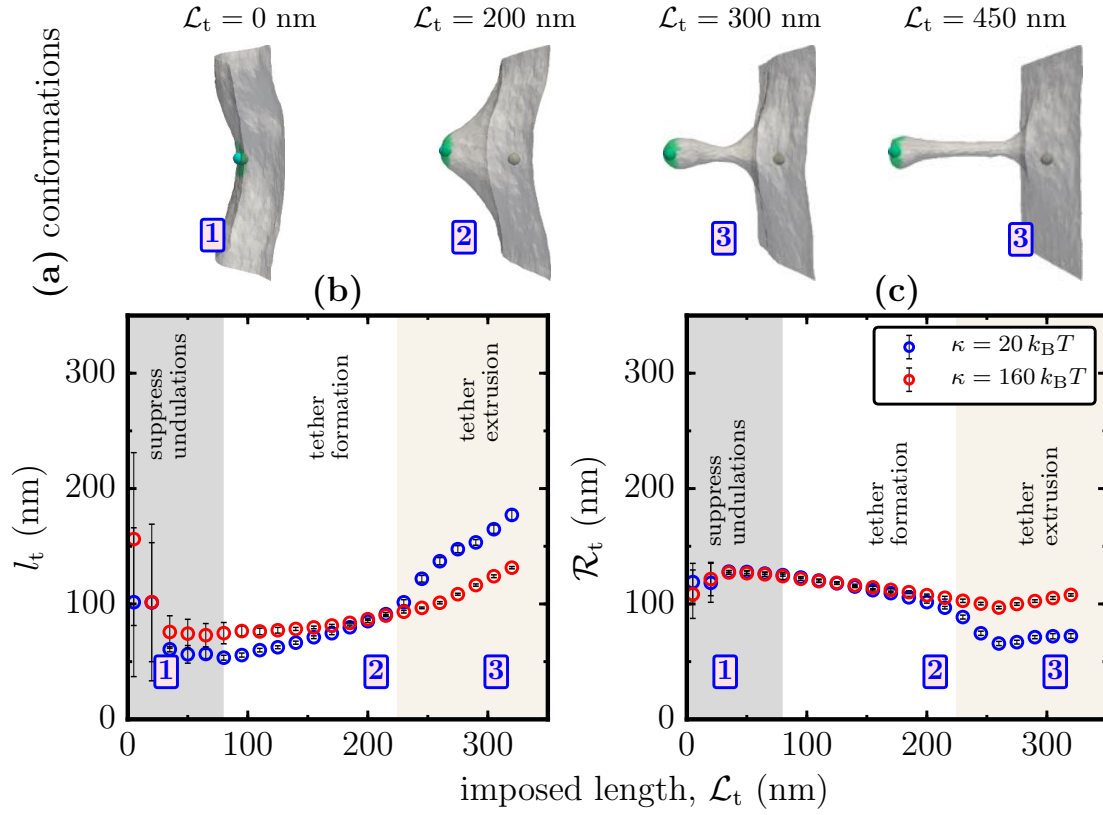 (a) conformations
𝓛t = 0 nm
𝓛t = 200 nm
𝓛t = 300 nm
𝓛t = 450 nm
1
2
3
3
(b)
lt (nm)
350
300
200
100
0
0
100
200
300
suppress
undulations
tether
formation
tether
extrusion
1
2
3
(c)
𝓡t (nm)
300
200
100
0
0
100
200
300
κ = 20 kBT
κ = 160 kBT
suppress
undulations
tether
formation
tether
extrusion
1
2
3
imposed length, 𝓛t (nm)